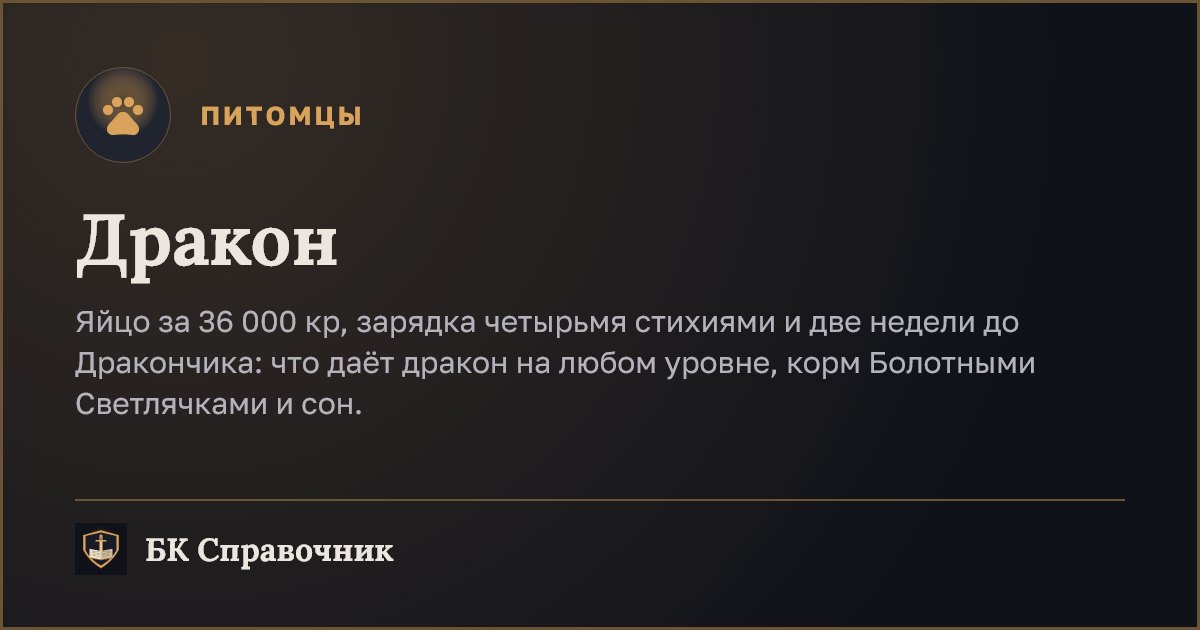 ПИТОМЦЫ
Дракон
Яйцо за 36 000 кр, зарядка четырьмя стихиями и две недели до
Дракончика: что даёт дракон на любом уровне, корм Болотными
Светлячками и сон.
БК Справочник